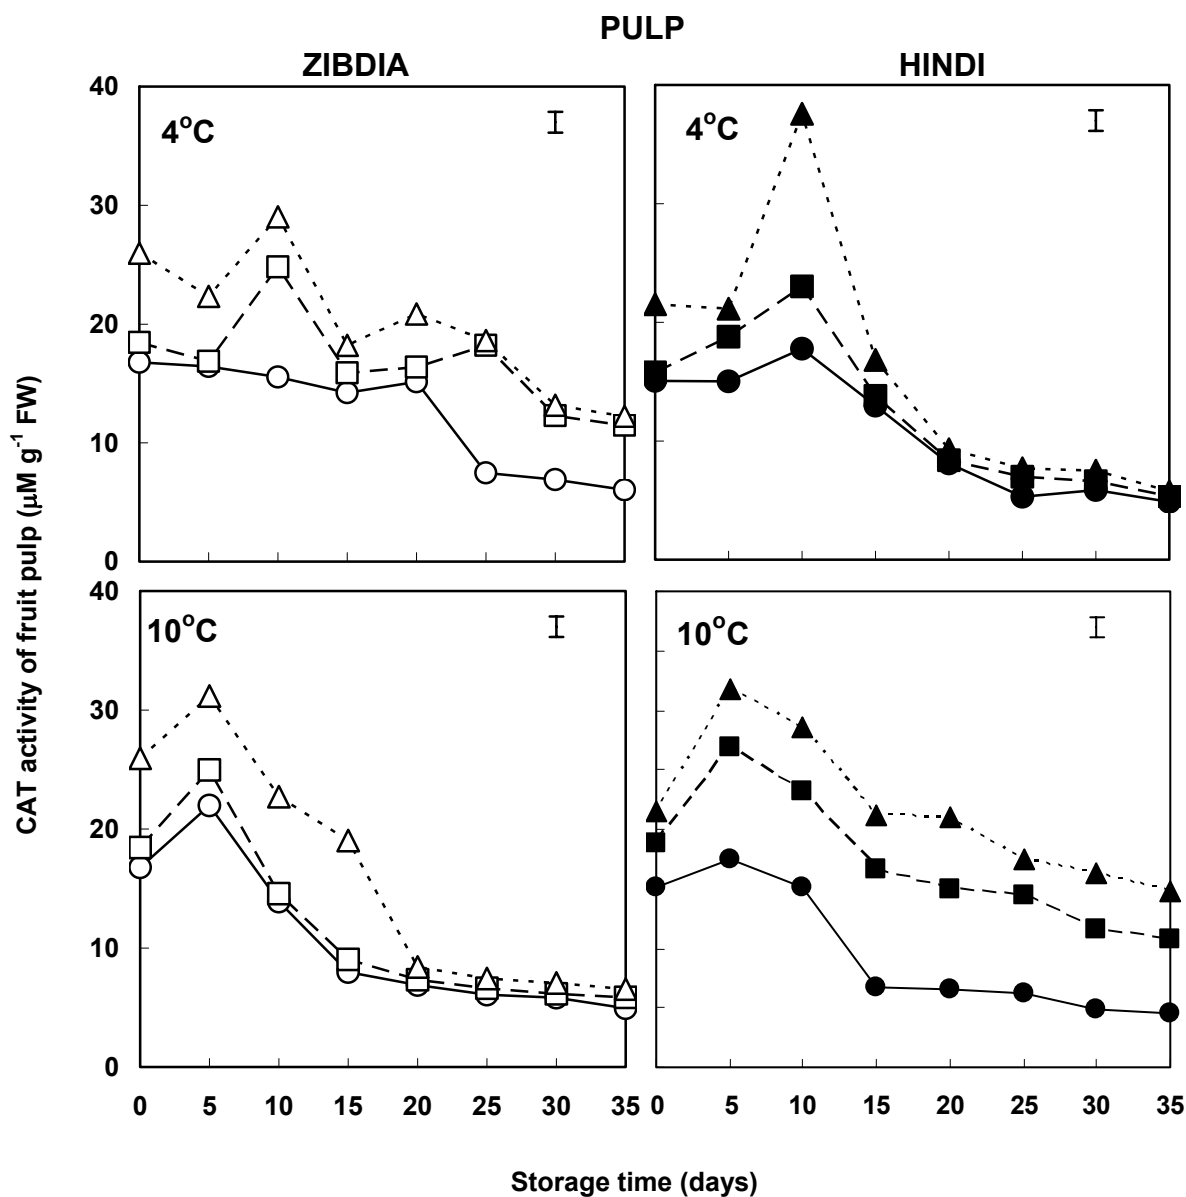 PULP
ZIBDIA HINDI
40
4°C 4°C
30
20
10
0
CAT activity of fruit pulp (µM g⁻¹ FW)
40
10°C 10°C
30
20
10
0
0 5 10 15 20 25 30 35 0 5 10 15 20 25 30 35
Storage time (days)